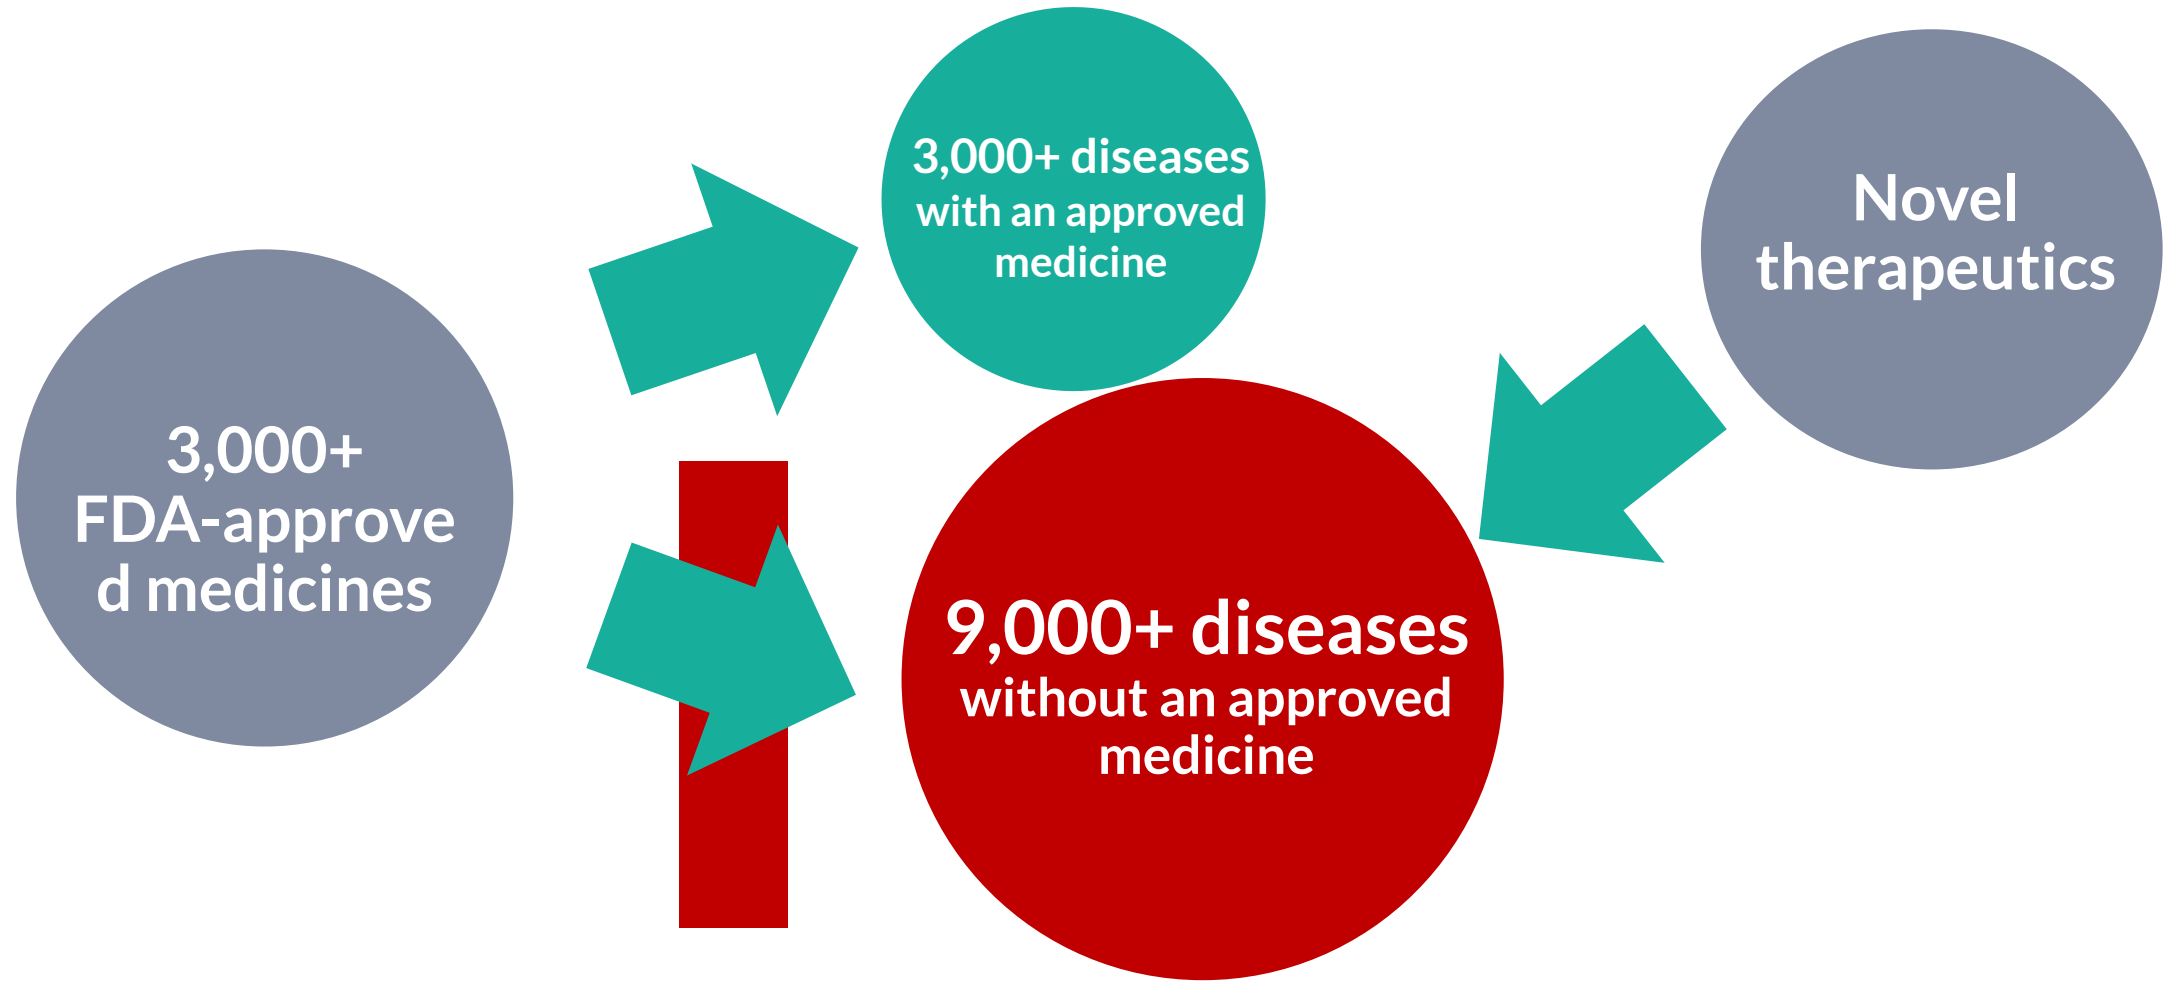 3,000+
FDA-approve
d medicines
3,000+ diseases
with an approved
medicine
9,000+ diseases
without an approved
medicine
Novel
therapeutics